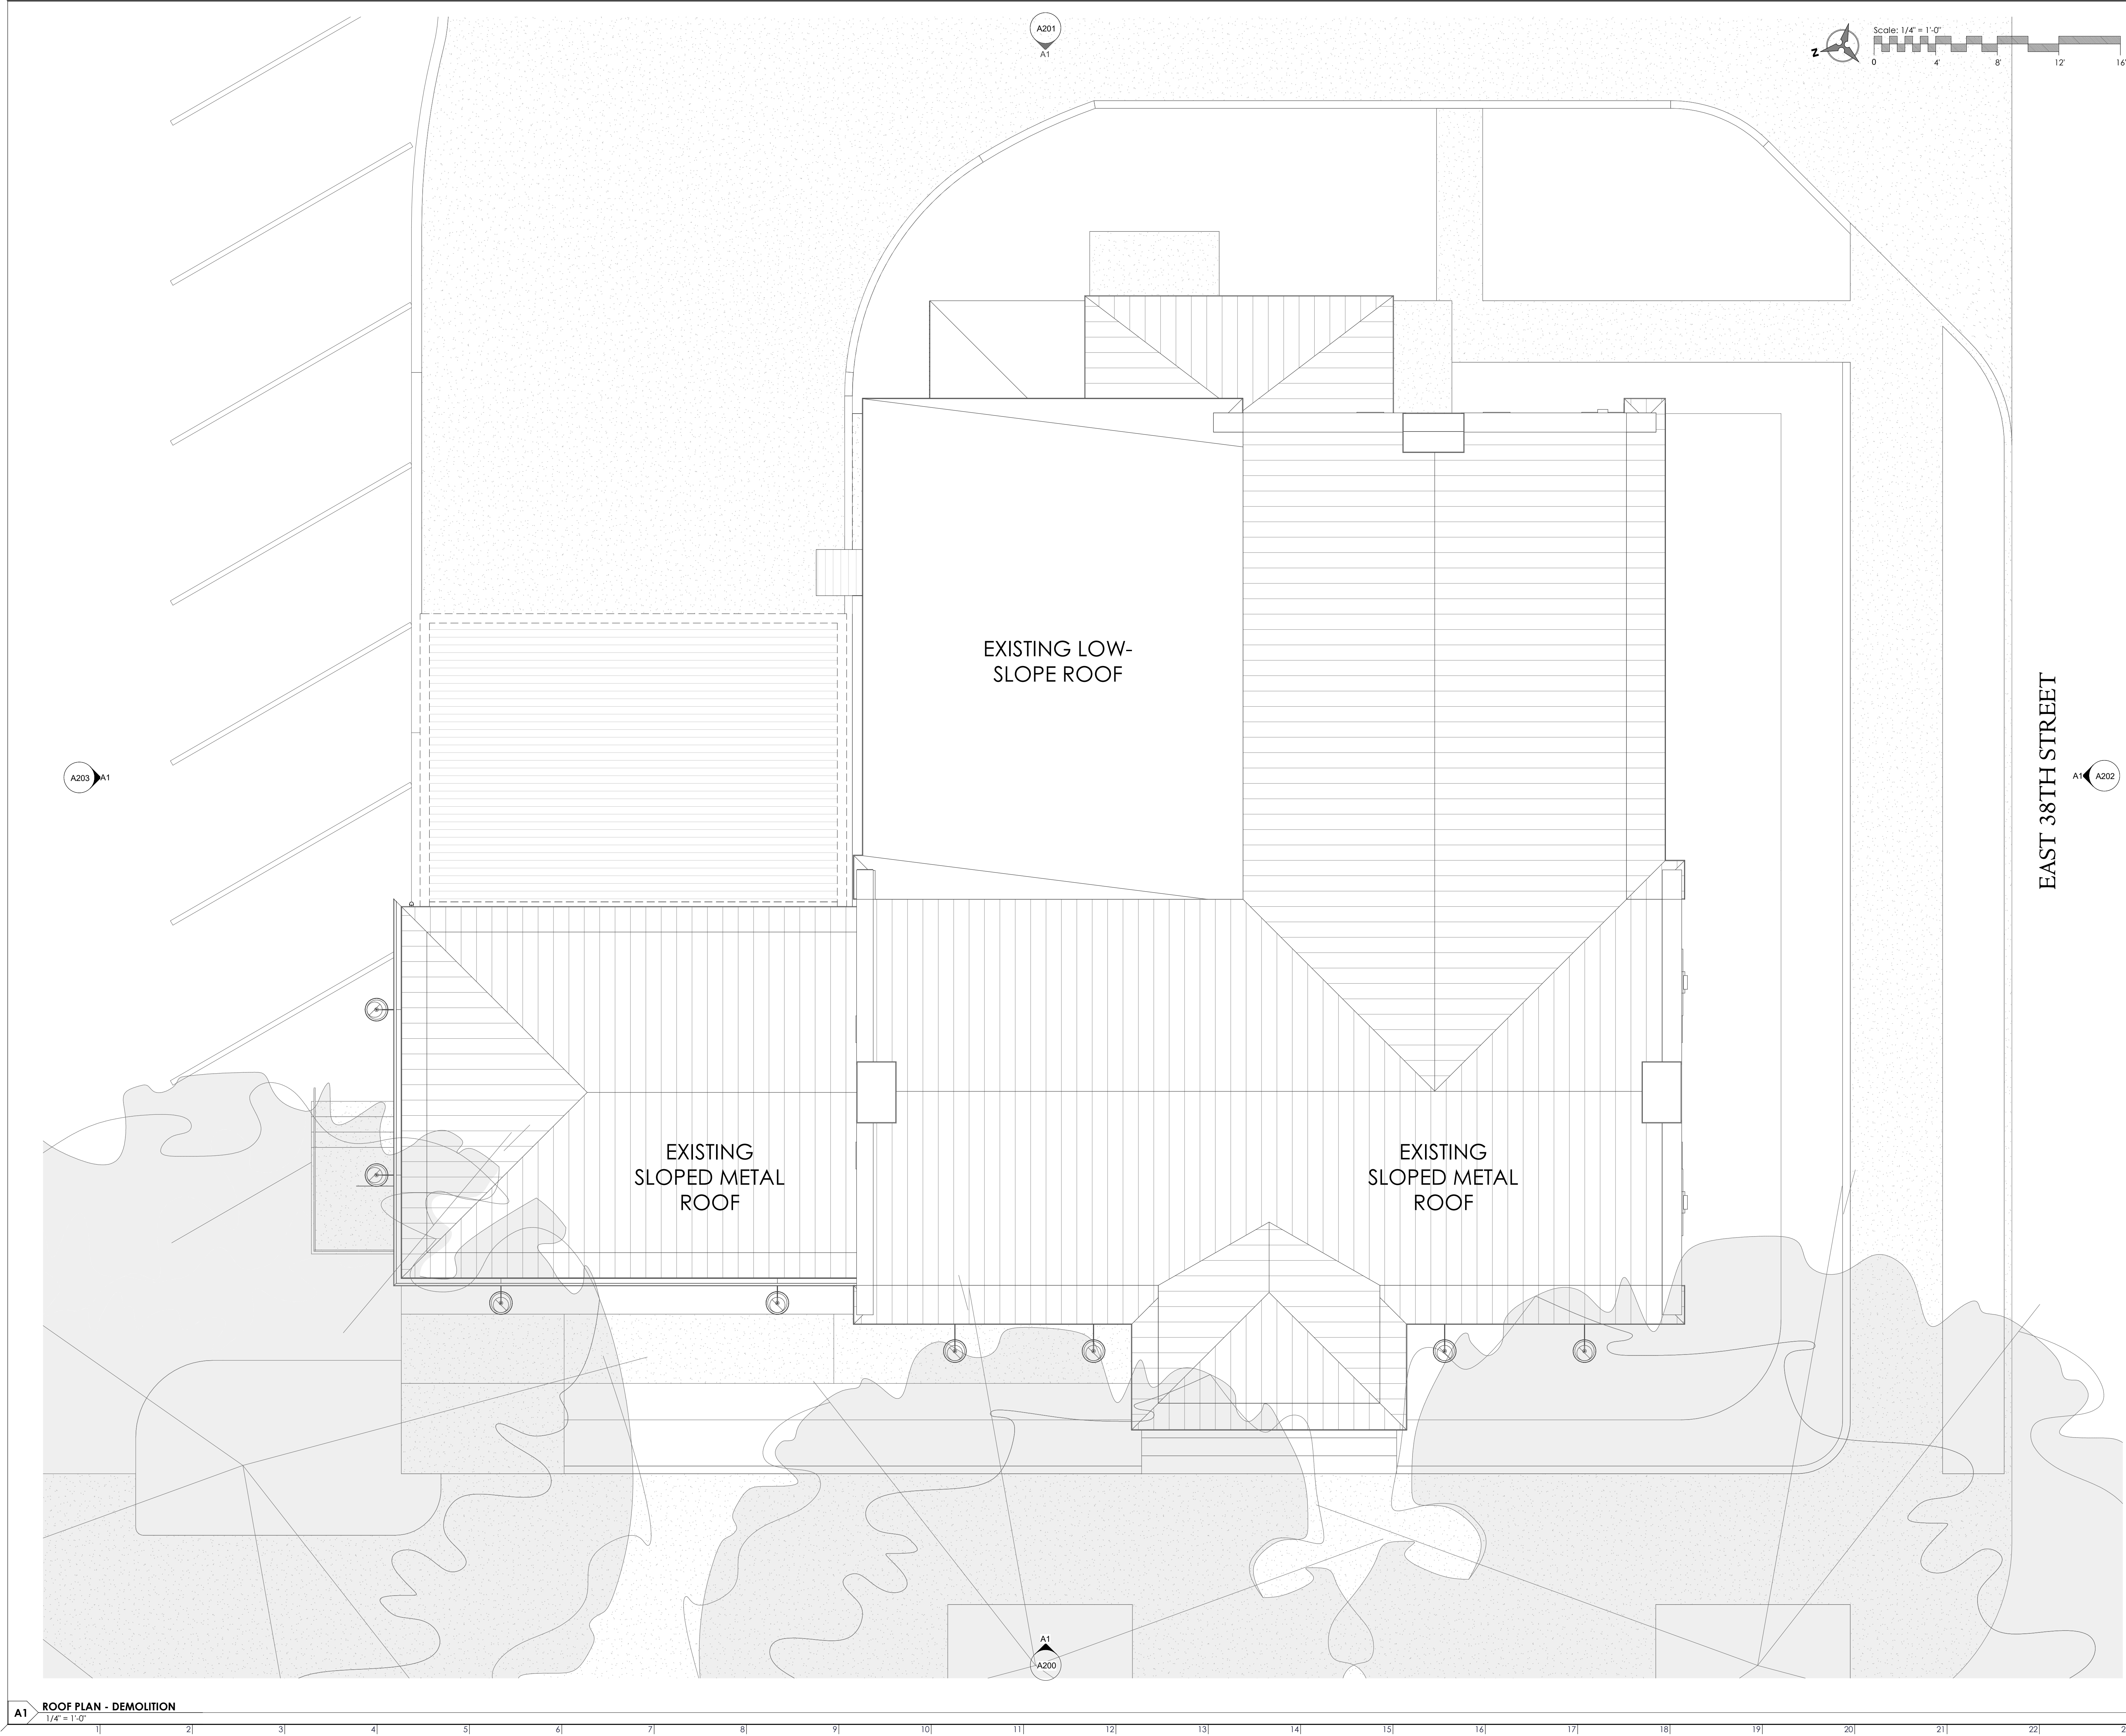 A201
A1
Z
Scale: 1/4" = 1'-0"
0 4' 8' 12' 16'
EXISTING LOW-
SLOPE ROOF
EAST 38TH STREET
A203 A1
A1 A202
EXISTING
SLOPED METAL
ROOF
EXISTING
SLOPED METAL
ROOF
A1
A200
A1 ROOF PLAN - DEMOLITION
1/4" = 1'-0"
1 2 3 4 5 6 7 8 9 10 11 12 13 14 15 16 17 18 19 20 21 22